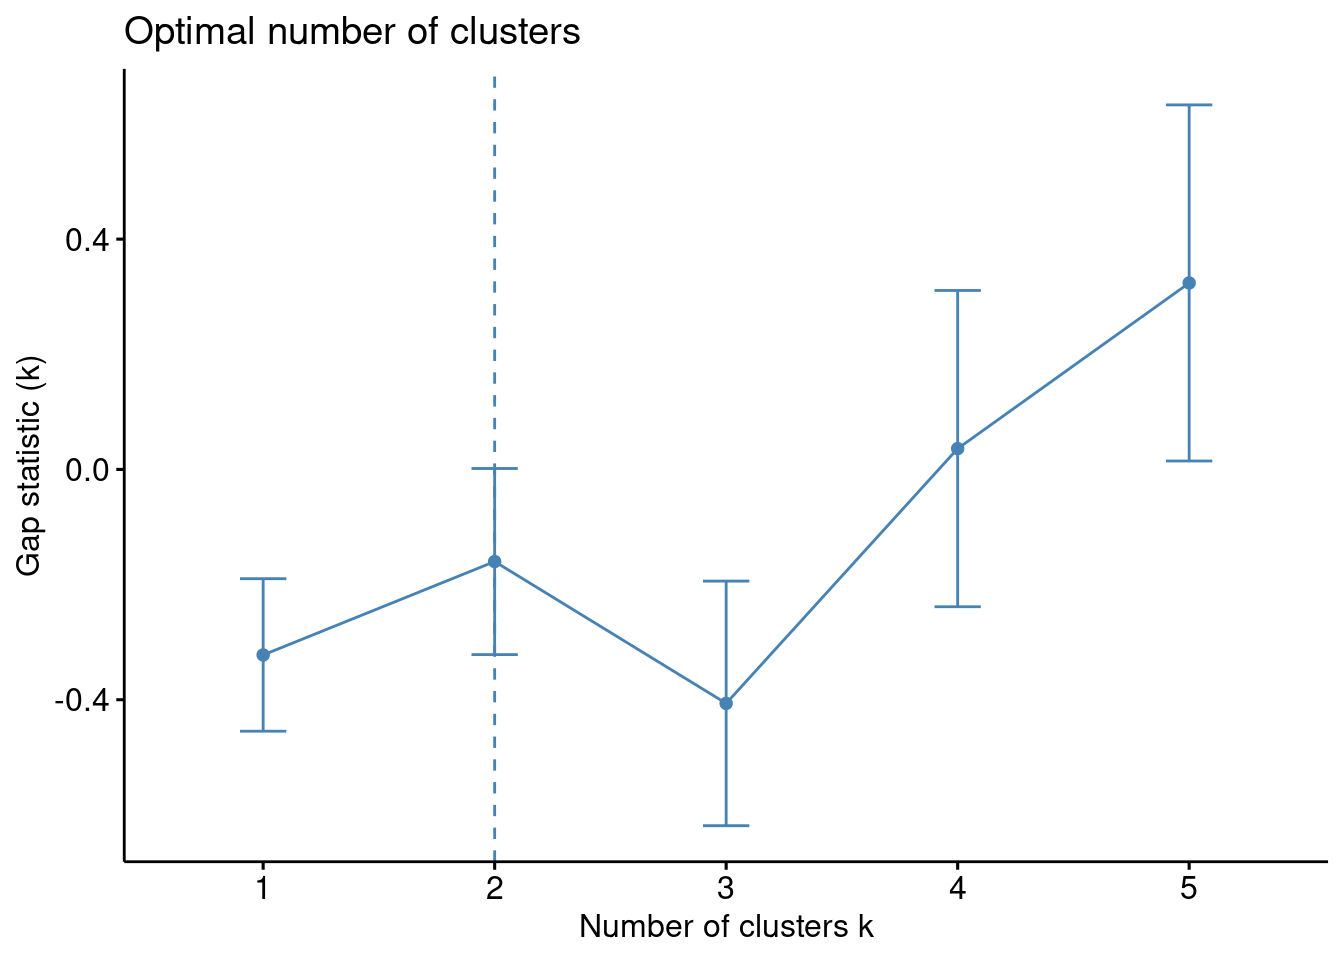 Optimal number of clusters
Gap statistic (k)
0.4
0.0
-0.4
1 2 3 4 5
Number of clusters k